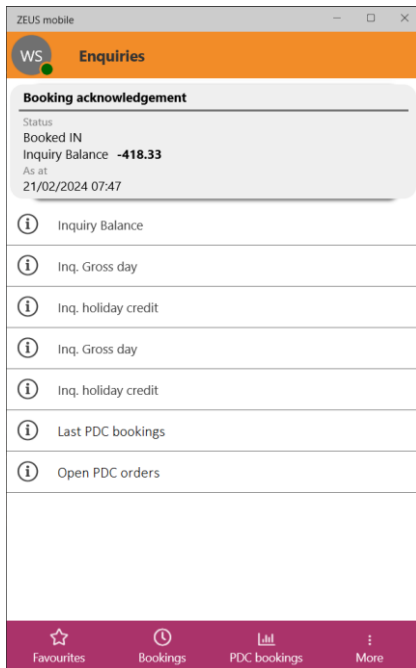 ZEUS mobile
WS
Enquiries
Booking acknowledgement
Status
Booked IN
Inquiry Balance -418.33
As at
21/02/2024 07:47
Inquiry Balance
Inq. Gross day
Inq. holiday credit
Inq. Gross day
Inq. holiday credit
Last PDC bookings
Open PDC orders
Favourites Bookings PDC bookings More